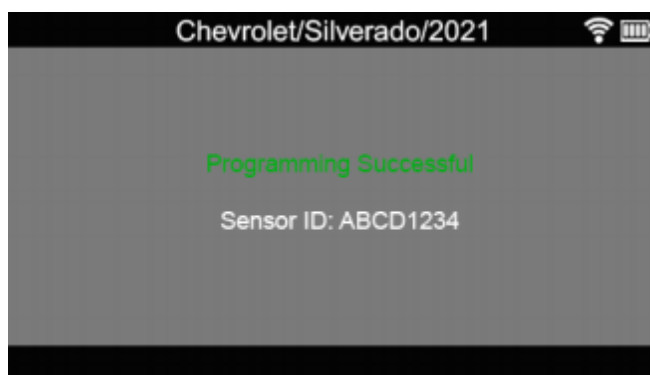 Chevrolet/Silverado/2021
Programming Successful
Sensor ID: ABCD1234